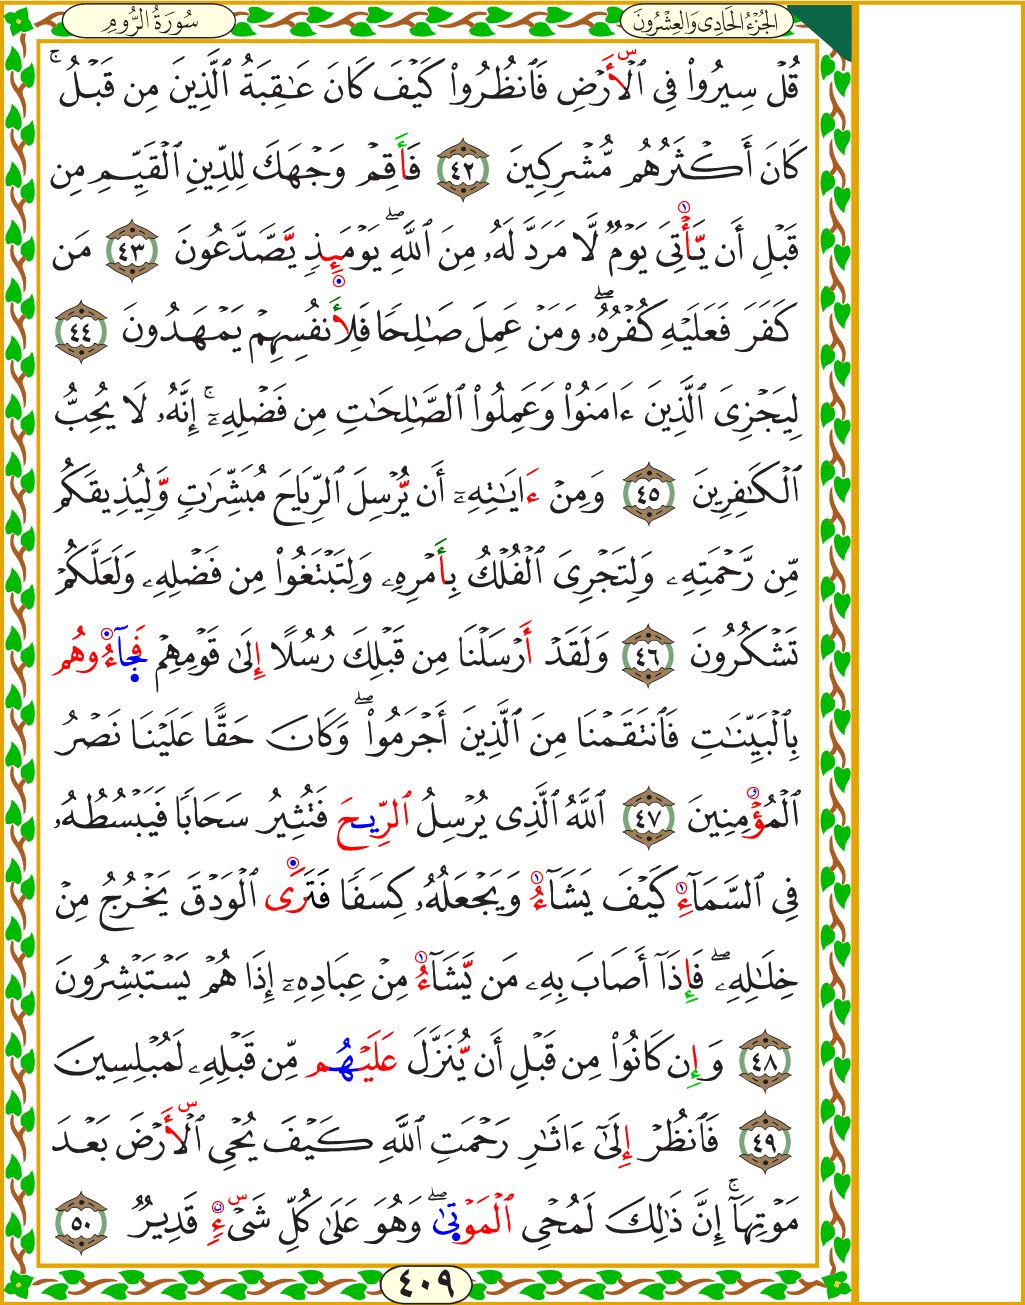 سُورَةُ الرُّومِ
الجُزْءُ الحَادِى وَالعِشْرُونَ
قُلۡ سِيرُواْ فِى ٱلۡأَرۡضِ فَٱنظُرُواْ كَيۡفَ كَانَ عَـٰقِبَةُ ٱلَّذِينَ مِن قَبۡلُۚ
كَانَ أَكۡثَرُهُم مُّشۡرِكِينَ ٤٢ فَأَقِمۡ وَجۡهَكَ لِلدِّينِ ٱلۡقَيِّمِ مِن
قَبۡلِ أَن يَّأۡتِىَ يَوۡمٌ لَّا مَرَدَّ لَهُۥ مِنَ ٱللَّهِۖ يَوۡمَئِذٍ يَّصَّدَّعُونَ ٤٣ مَن
كَفَرَ فَعَلَيۡهِ كُفۡرُهُۥۖ وَمَنۡ عَمِلَ صَـٰلِحًا فَلِأَنفُسِهِمۡ يَمۡهَدُونَ ٤٤
لِيَجۡزِىَ ٱلَّذِينَ ءَامَنُواْ وَعَمِلُواْ ٱلصَّـٰلِحَـٰتِ مِن فَضۡلِهِۦٓۚ إِنَّهُۥ لَا يُحِبُّ
ٱلۡكَـٰفِرِينَ ٤٥ وَمِنۡ ءَايَـٰتِهِۦٓ أَن يُّرۡسِلَ ٱلرِّيَاحَ مُبَشِّرَٰتٍ وَّلِيُذِيقَكُم
مِّن رَّحۡمَتِهِۦ وَلِتَجۡرِىَ ٱلۡفُلۡكُ بِأَمۡرِهِۦ وَلِتَبۡتَغُواْ مِن فَضۡلِهِۦ وَلَعَلَّكُمۡ
تَشۡكُرُونَ ٤٦ وَلَقَدۡ أَرۡسَلۡنَا مِن قَبۡلِكَ رُسُلًا إِلَىٰ قَوۡمِهِمۡ فَجَآءُوهُم
بِٱلۡبَيِّنَـٰتِ فَٱنتَقَمۡنَا مِنَ ٱلَّذِينَ أَجۡرَمُواْۖ وَكَانَ حَقًّا عَلَيۡنَا نَصۡرُ
ٱلۡمُؤۡمِنِينَ ٤٧ ٱللَّهُ ٱلَّذِى يُرۡسِلُ ٱلرِّيـحَ فَتُثِيرُ سَحَابًا فَيَبۡسُطُهُۥ
فِى ٱلسَّمَآءِ كَيۡفَ يَشَآءُ وَيَجۡعَلُهُۥ كِسَفًا فَتَرَى ٱلۡوَدۡقَ يَخۡرُجُ مِنۡ
خِلَـٰلِهِۦۖ فَإِذَآ أَصَابَ بِهِۦ مَن يَّشَآءُ مِنۡ عِبَادِهِۦٓ إِذَا هُمۡ يَسۡتَبۡشِرُونَ
٤٨ وَإِن كَانُواْ مِن قَبۡلِ أَن يُّنَزَّلَ عَلَيۡهُم مِّن قَبۡلِهِۦ لَمُبۡلِسِينَ
٤٩ فَٱنظُرۡ إِلَىٰٓ ءَاثَـٰرِ رَحۡمَتِ ٱللَّهِ كَيۡفَ يُحۡىِ ٱلۡأَرۡضَ بَعۡدَ
مَوۡتِهَآۚ إِنَّ ذَٰلِكَ لَمُحۡىِ ٱلۡمَوۡتَىٰۖ وَهُوَ عَلَىٰ كُلِّ شَىۡءٍ قَدِيرٌ ٥٠
٤٠٩